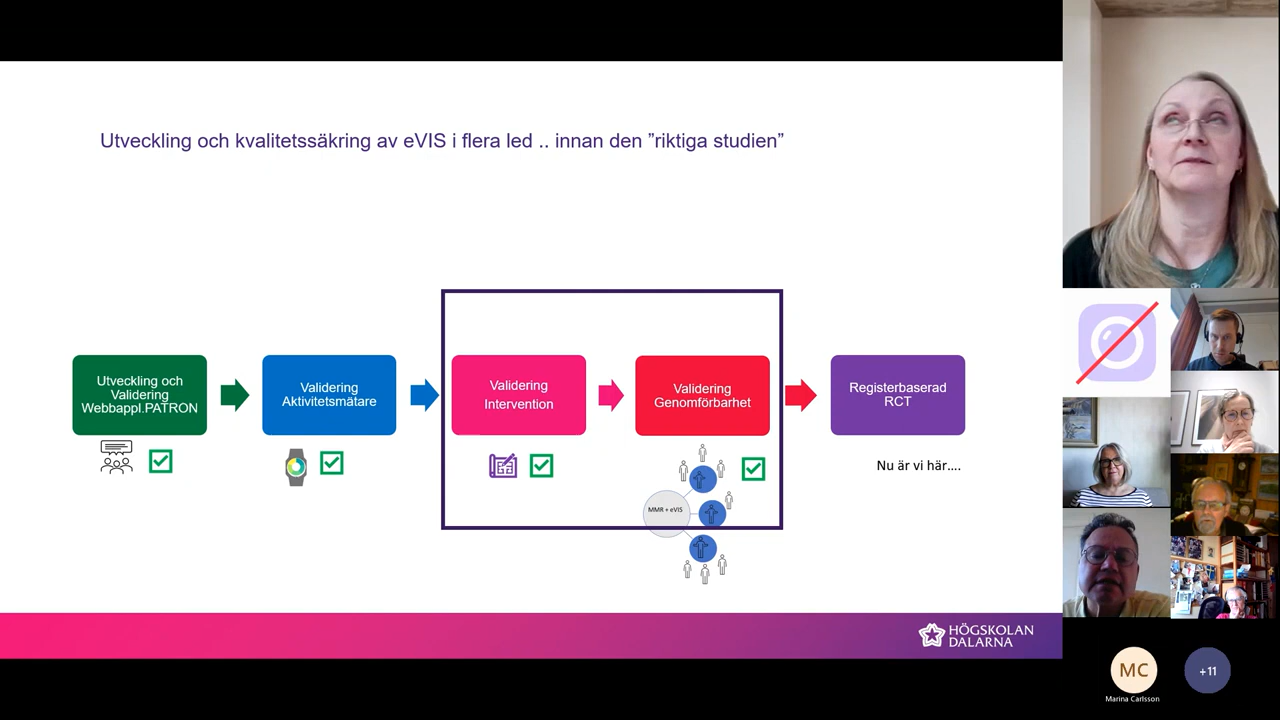 Utveckling och kvalitetssäkring av eVIS i flera led .. innan den ”riktiga studien”
Utveckling och
Validering
Webbappl.PATRON
Validering
Aktivitetsmätare
Validering
Intervention
Validering
Genomförbarhet
Registerbaserad
RCT
Nu är vi här....
MMR + eVIS
HÖGSKOLAN
DALARNA
MC
Marina Carlsson
+11